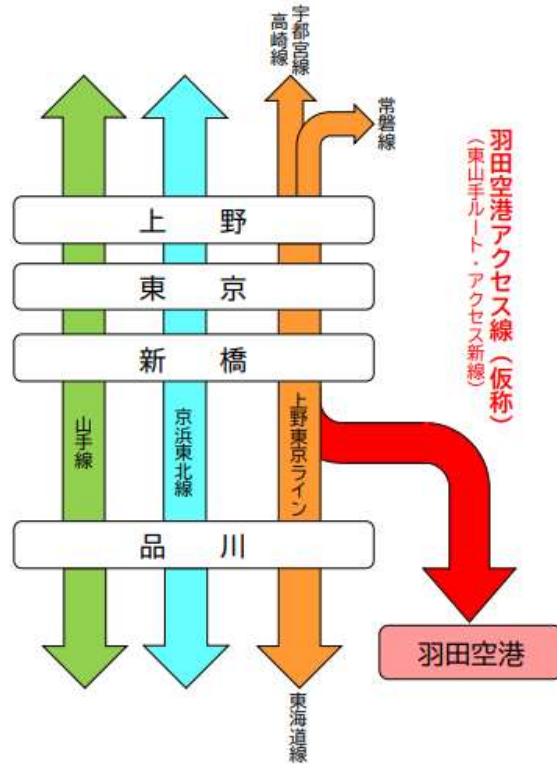 宇都宮線
高崎線
常磐線
羽田空港アクセス線（仮称）
（東山手ルート・アクセス新線）
上　野
東　京
新　橋
山手線
京浜東北線
上野東京ライン
品　川
羽田空港
東海道線